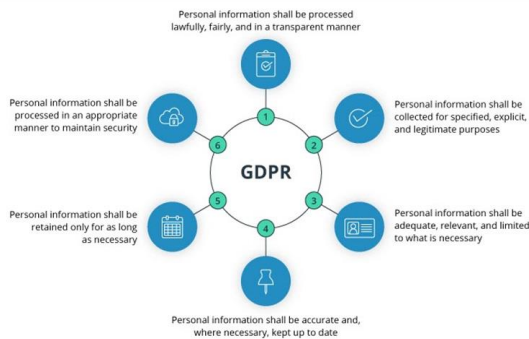 Personal information shall be processed
lawfully, fairly, and in a transparent manner
1
Personal information shall be
collected for specified, explicit,
and legitimate purposes
2
Personal information shall be
adequate, relevant, and limited
to what is necessary
3
Personal information shall be accurate and,
where necessary, kept up to date
4
Personal information shall be
retained only for as long
as necessary
5
Personal information shall be
processed in an appropriate
manner to maintain security
6
GDPR